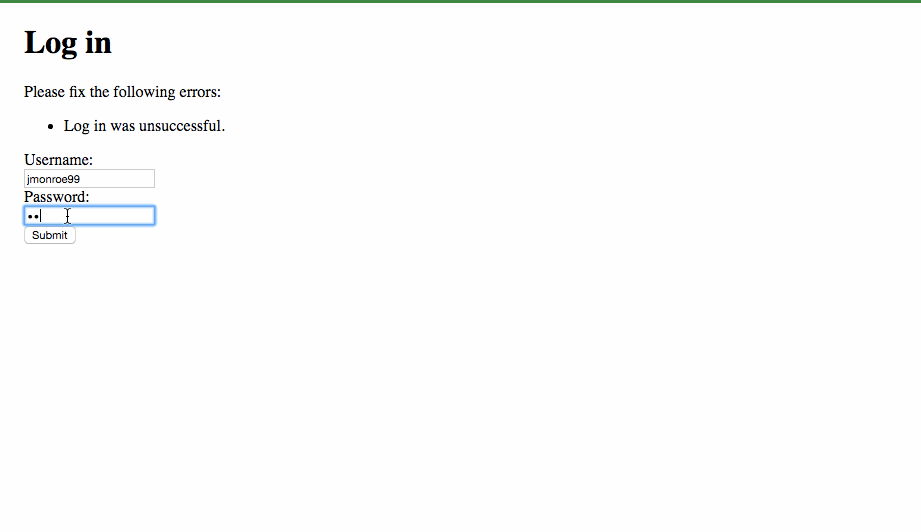 Log in
Please fix the following errors:
• Log in was unsuccessful.
Username:
jmonroe99
Password:
••
Submit